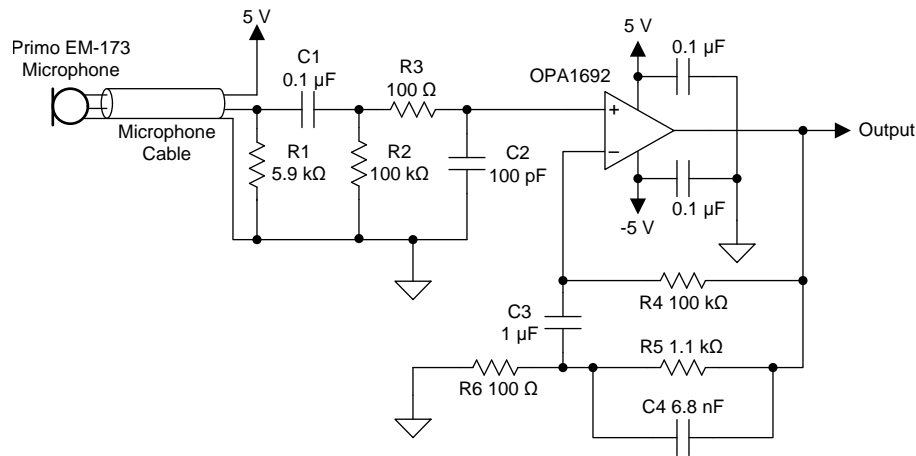 5 V
Primo EM-173
Microphone
Microphone
Cable
C1
0.1 µF
R3
100 Ω
R1
5.9 kΩ
R2
100 kΩ
C2
100 pF
OPA1692
5 V
0.1 µF
+
−
Output
0.1 µF
-5 V
R4 100 kΩ
C3
1 µF
R5 1.1 kΩ
R6 100 Ω
C4 6.8 nF